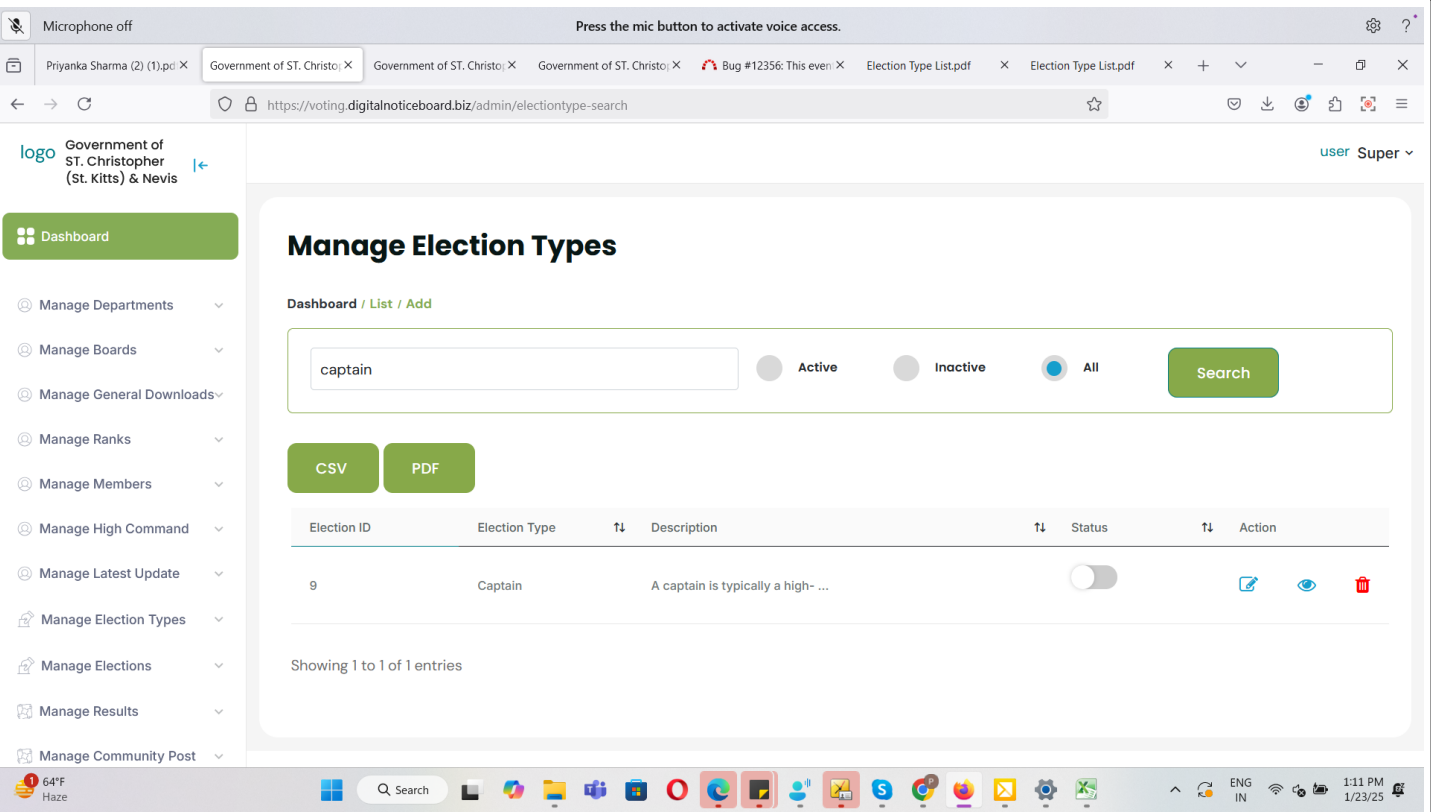 Microphone off
Press the mic button to activate voice access.
?
Priyanka Sharma (2) (1).pd
Government of ST. Christo
Government of ST. Christo
Government of ST. Christo
Bug #12356: This even
Election Type List.pdf
Election Type List.pdf
https://voting.digitalnoticeboard.biz/admin/electiontype-search
logo
Government of
ST. Christopher
(St. Kitts) & Nevis
user Super
Dashboard
Manage Departments
Manage Boards
Manage General Downloads
Manage Ranks
Manage Members
Manage High Command
Manage Latest Update
Manage Election Types
Manage Elections
Manage Results
Manage Community Post
Manage Election Types
Dashboard / List / Add
captain
Active
Inactive
All
Search
CSV
PDF
Election ID
Election Type
Description
Status
Action
9
Captain
A captain is typically a high- ...
Showing 1 to 1 of 1 entries
1
64°F
Haze
Search
P
ENG
IN
1:11 PM
1/23/25